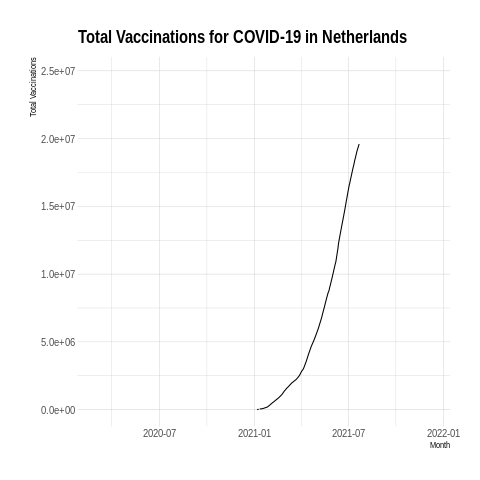 Total Vaccinations for COVID-19 in Netherlands
Total Vaccinations
2.5e+07
2.0e+07
1.5e+07
1.0e+07
5.0e+06
0.0e+00
2020-07 2021-01 2021-07 2022-01
Month